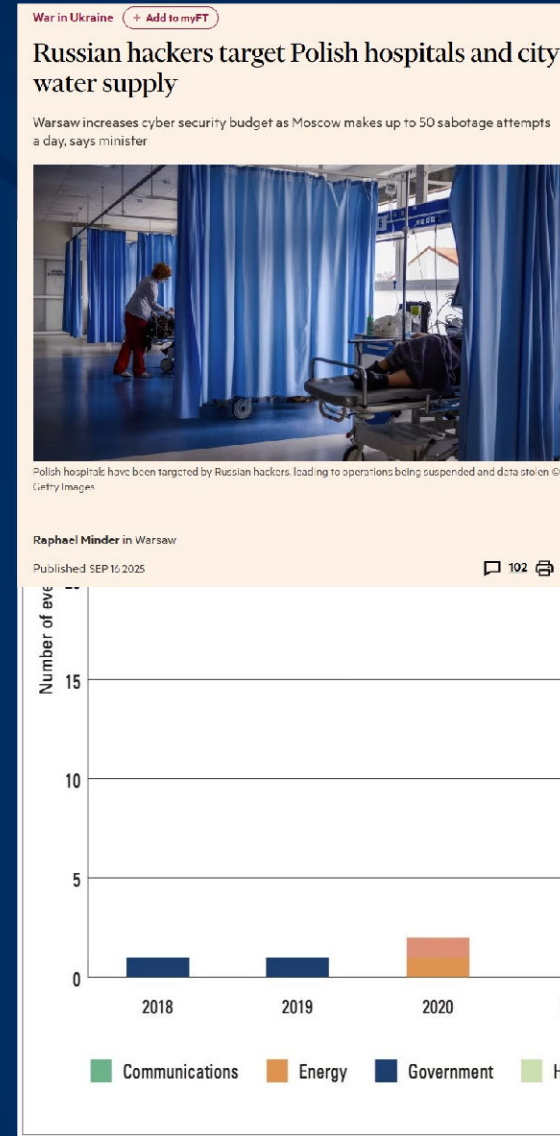 War in Ukraine + Add to myFT
Russian hackers target Polish hospitals and city
water supply
Warsaw increases cyber security budget as Moscow makes up to 50 sabotage attempts
a day, says minister
Polish hospitals have been targeted by Russian hackers, leading to operations being suspended and data stolen ©
Getty Images
Raphael Minder in Warsaw
Published SEP 16 2025
102
Number of eve
15
10
5
0
2018 2019 2020
Communications Energy Government H